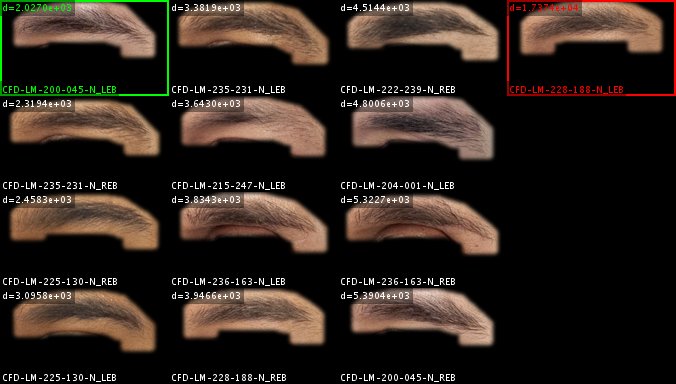 d=2.0270e+03
CFD-LM-200-045-N_LEB
d=3.3819e+03
CFD-LM-235-231-N_LEB
d=4.5144e+03
CFD-LM-222-239-N_REB
CFD-LM-228-188-N_LEB
d=2.3194e+03
CFD-LM-235-231-N_REB
d=3.6430e+03
CFD-LM-215-247-N_LEB
d=4.8006e+03
CFD-LM-204-001-N_LEB
d=2.4583e+03
CFD-LM-225-130-N_REB
d=3.8343e+03
CFD-LM-236-163-N_LEB
d=5.3227e+03
CFD-LM-236-163-N_REB
d=3.0958e+03
CFD-LM-225-130-N_LEB
d=3.9466e+03
CFD-LM-228-188-N_REB
d=5.3904e+03
CFD-LM-200-045-N_REB